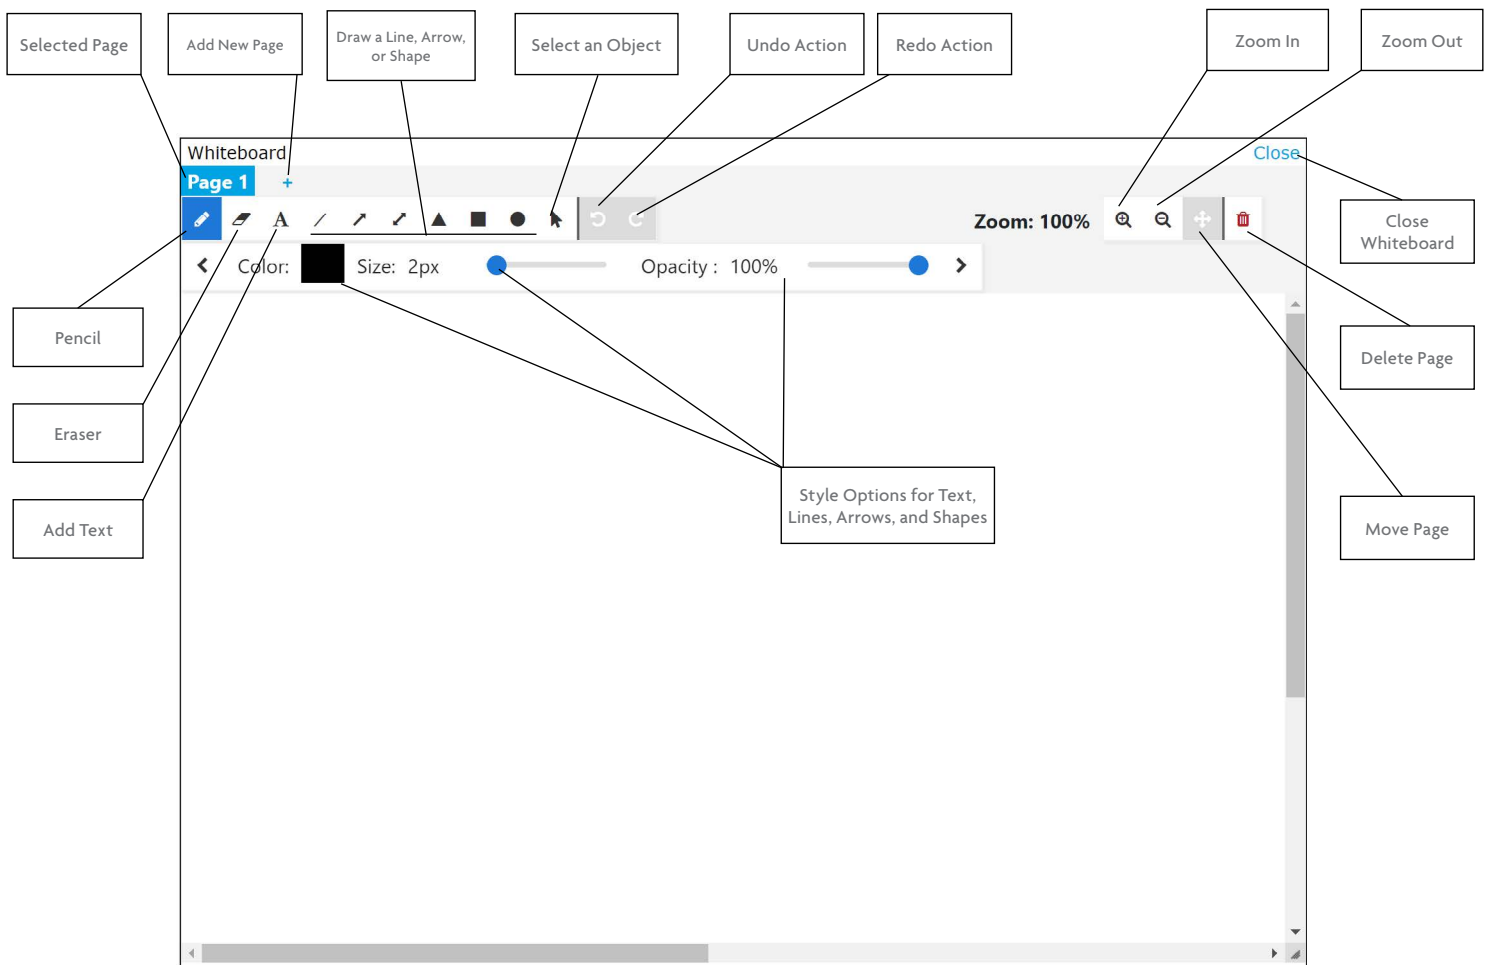 Selected Page
Add New Page
Draw a Line, Arrow,
or Shape
Select an Object
Undo Action
Redo Action
Zoom In
Zoom Out
Whiteboard
Close
Page 1
+
A
Zoom: 100%
Color:
Size: 2px
Opacity : 100%
Close
Whiteboard
Pencil
Delete Page
Eraser
Style Options for Text,
Lines, Arrows, and Shapes
Add Text
Move Page